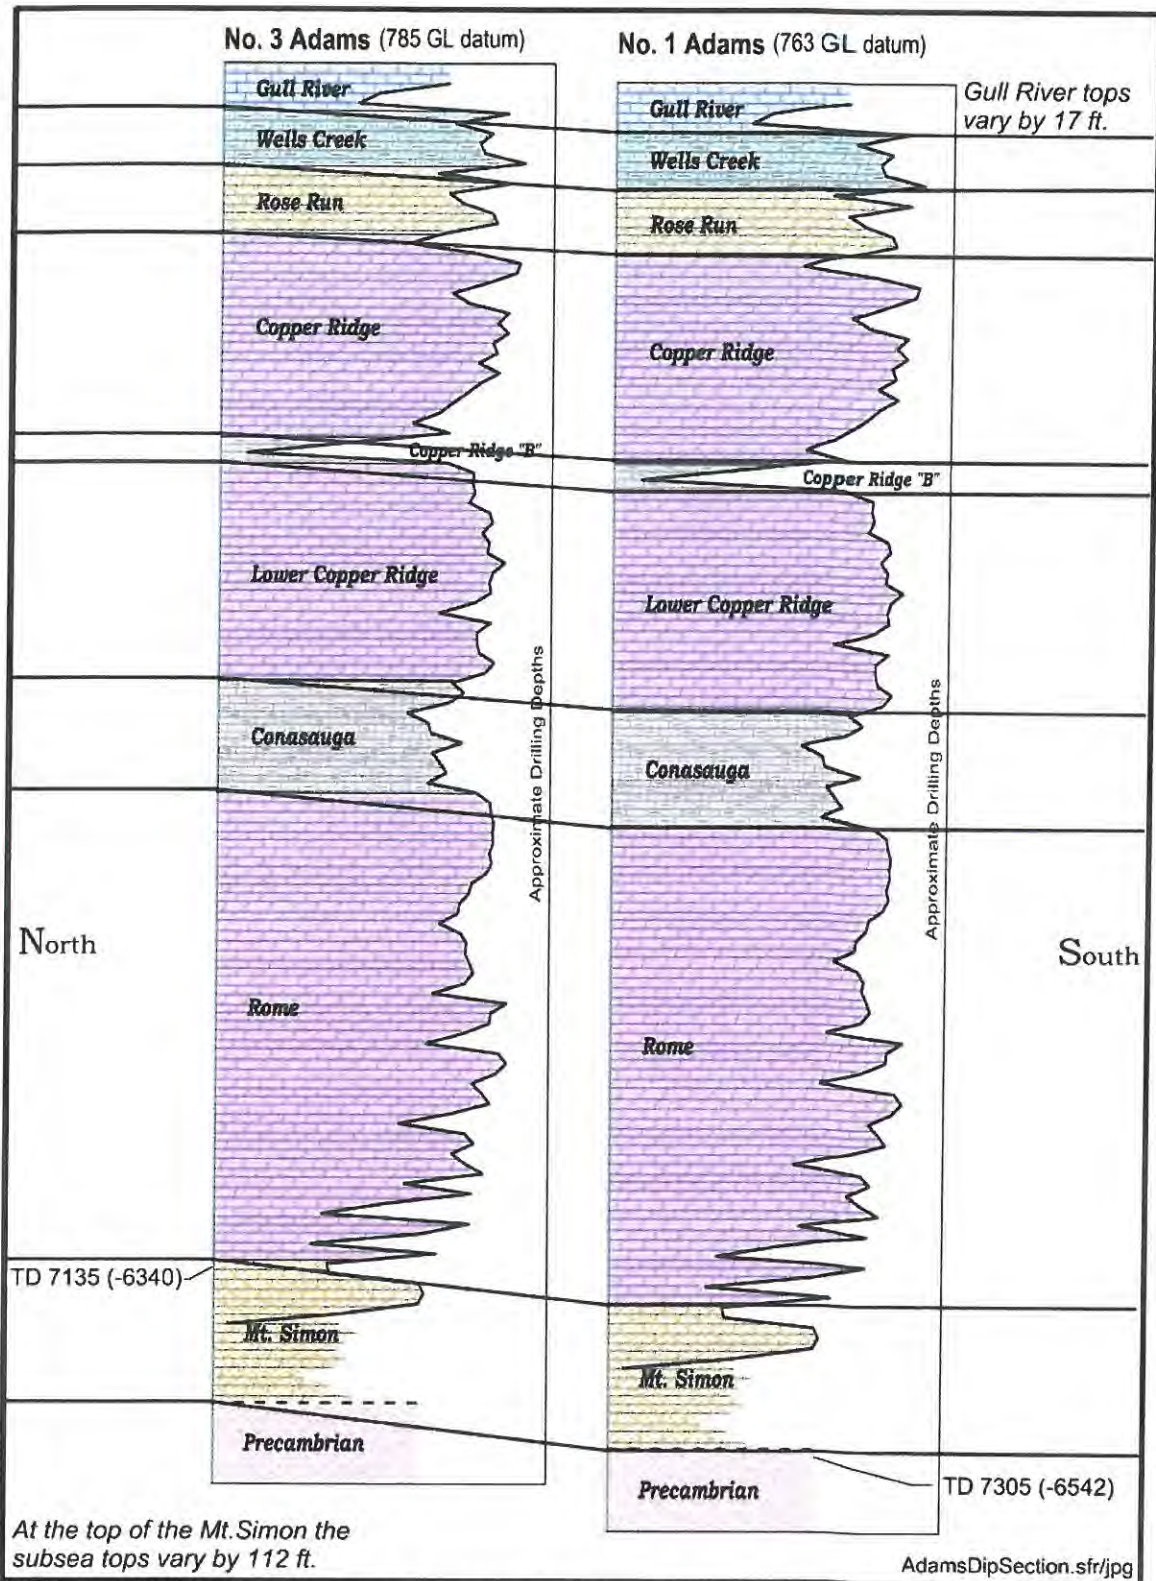 No. 3 Adams (785 GL datum)
No. 1 Adams (763 GL datum)
Gull River
Wells Creek
Rose Run
Copper Ridge
Copper Ridge "B"
Lower Copper Ridge
Conasauga
Rome
Mt. Simon
Precambrian
Approximate Drilling Depths
Gull River
Wells Creek
Rose Run
Copper Ridge
Copper Ridge "B"
Lower Copper Ridge
Conasauga
Rome
Mt. Simon
Precambrian
Approximate Drilling Depths
Gull River tops
vary by 17 ft.
North
South
TD 7135 (-6340)
TD 7305 (-6542)
At the top of the Mt.Simon the
subsea tops vary by 112 ft.
AdamsDipSection.sfr/jpg